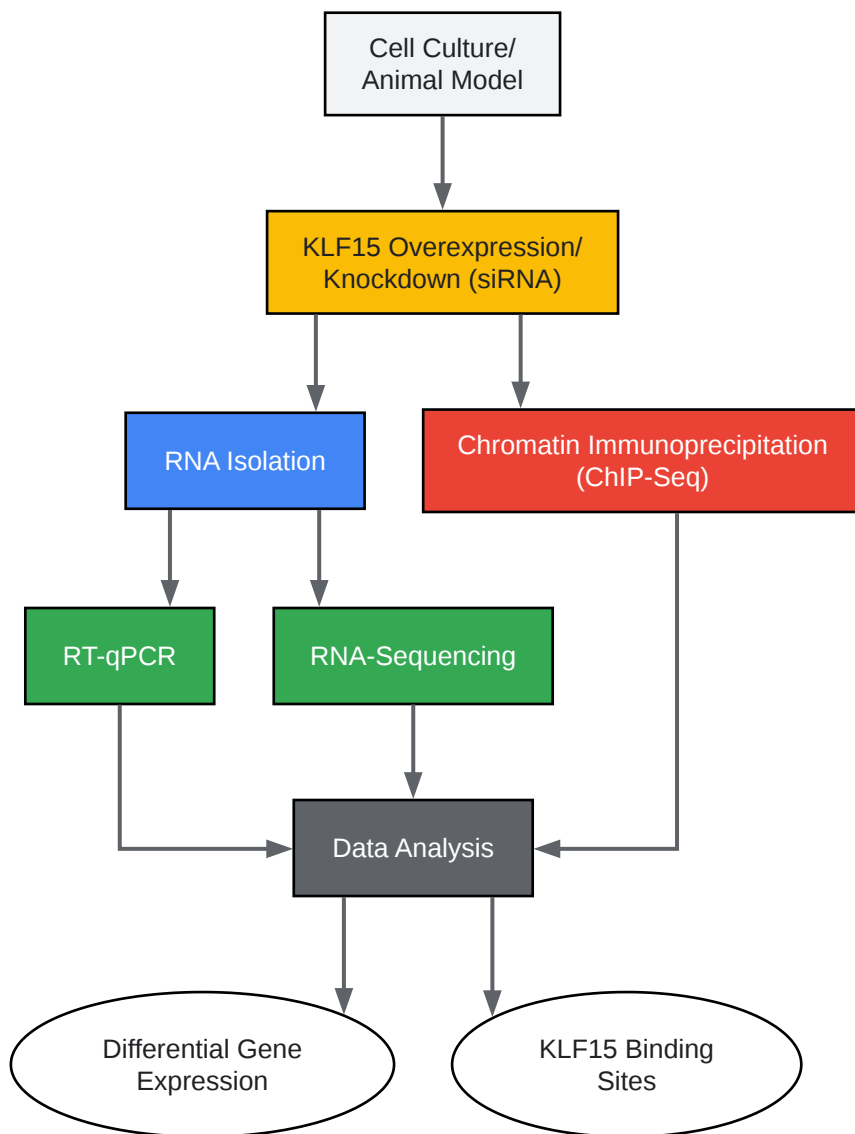 Cell Culture/
Animal Model
KLF15 Overexpression/
Knockdown (siRNA)
RNA Isolation
Chromatin Immunoprecipitation
(ChIP-Seq)
RT-qPCR
RNA-Sequencing
Data Analysis
Differential Gene
Expression
KLF15 Binding
Sites